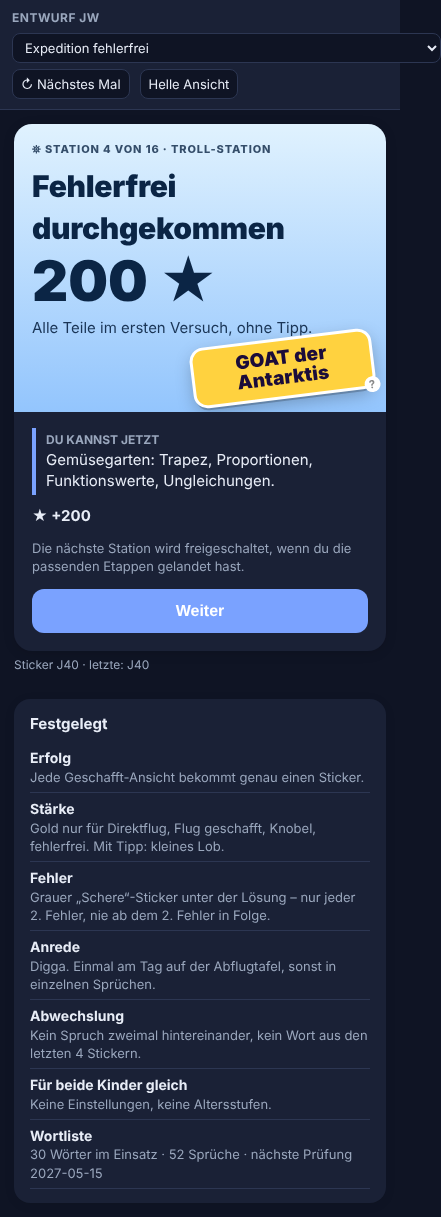 ENTWURF JW
Expedition fehlerfrei
↻ Nächstes Mal
Helle Ansicht
❄ STATION 4 VON 16 · TROLL-STATION
Fehlerfrei
durchgekommen
200 ★
Alle Teile im ersten Versuch, ohne Tipp.
GOAT der
Antarktis
?
DU KANNST JETZT
Gemüsegarten: Trapez, Proportionen,
Funktionswerte, Ungleichungen.
★ +200
Die nächste Station wird freigeschaltet, wenn du die
passenden Etappen gelandet hast.
Weiter
Sticker J40 · letzte: J40
Festgelegt
Erfolg
Jede Geschafft-Ansicht bekommt genau einen Sticker.
Stärke
Gold nur für Direktflug, Flug geschafft, Knobel,
fehlerfrei. Mit Tipp: kleines Lob.
Fehler
Grauer „Schere“-Sticker unter der Lösung – nur jeder
2. Fehler, nie ab dem 2. Fehler in Folge.
Anrede
Digga. Einmal am Tag auf der Abflugtafel, sonst in
einzelnen Sprüchen.
Abwechslung
Kein Spruch zweimal hintereinander, kein Wort aus den
letzten 4 Stickern.
Für beide Kinder gleich
Keine Einstellungen, keine Altersstufen.
Wortliste
30 Wörter im Einsatz · 52 Sprüche · nächste Prüfung
2027-05-15